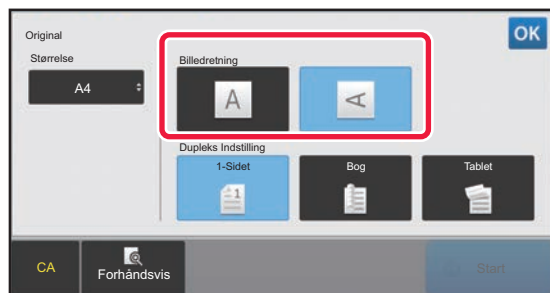 Original
OK
Størrelse
Billedretning
A4
A
A
Dupleks Indstilling
1-Sidet
Bog
Tablet
1
CA
Forhåndsvis
Start